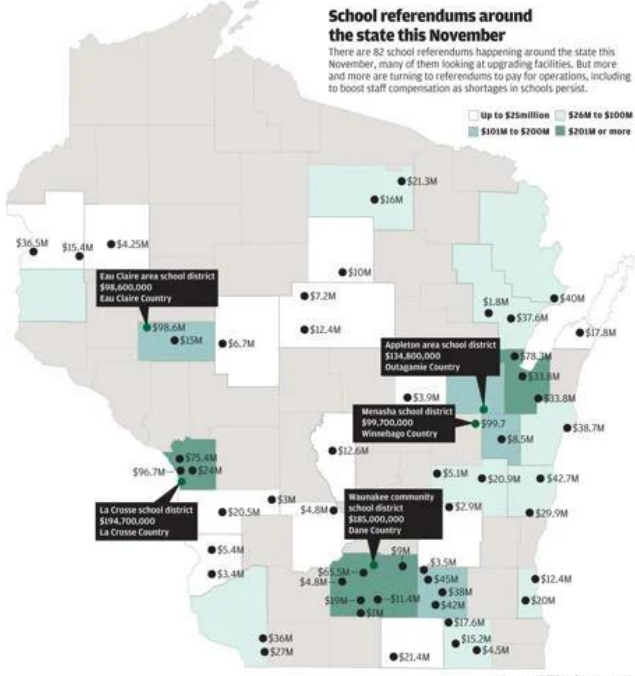 School referendums around
the state this November
There are 82 school referendums happening around the state this
November, many of them looking at upgrading facilities. But more
and more are turning to referendums to pay for operations, including
to boost staff compensation as shortages in schools persist.
Up to $25million
$26M to $100M
$101M to $200M
$201M or more
$21.3M
$16M
$36.5M
$15.4M
$4.25M
$10M
Eau Claire area school district
$98,600,000
Eau Claire Country
$7.2M
$40M
$1.8M
$37.6M
$98.6M
$15M
$6.7M
$12.4M
$17.8M
Appleton area school district
$134,800,000
Outagamie Country
$78.3M
$33.8M
$33.8M
$3.9M
Menasha school district
$99,700,000
Winnebago Country
$99.7
$8.5M
$38.7M
$12.6M
$75.4M
$96.7M
$24M
$5.1M
$20.9M
$42.7M
La Crosse school district
$194,700,000
La Crosse Country
$3M
$20.5M
$4.8M
Waunakee community
school district
$185,000,000
Dane Country
$2.9M
$29.9M
$5.4M
$3.4M
$9M
$65.5M
$4.8M
$3.5M
$45M
$12.4M
$19M
$11.4M
$38M
$42M
$20M
$1M
$17.6M
$36M
$27M
$15.2M
$4.5M
$21.4M